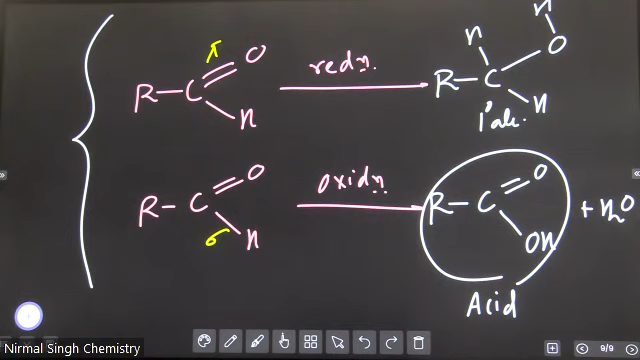 R-C=O
H
redn.
H
H
R-C-O
H
1° alc.
R-C=O
H
oxidn.
R-C=O
OH
+ H2O
Acid
Nirmal Singh Chemistry
9/9